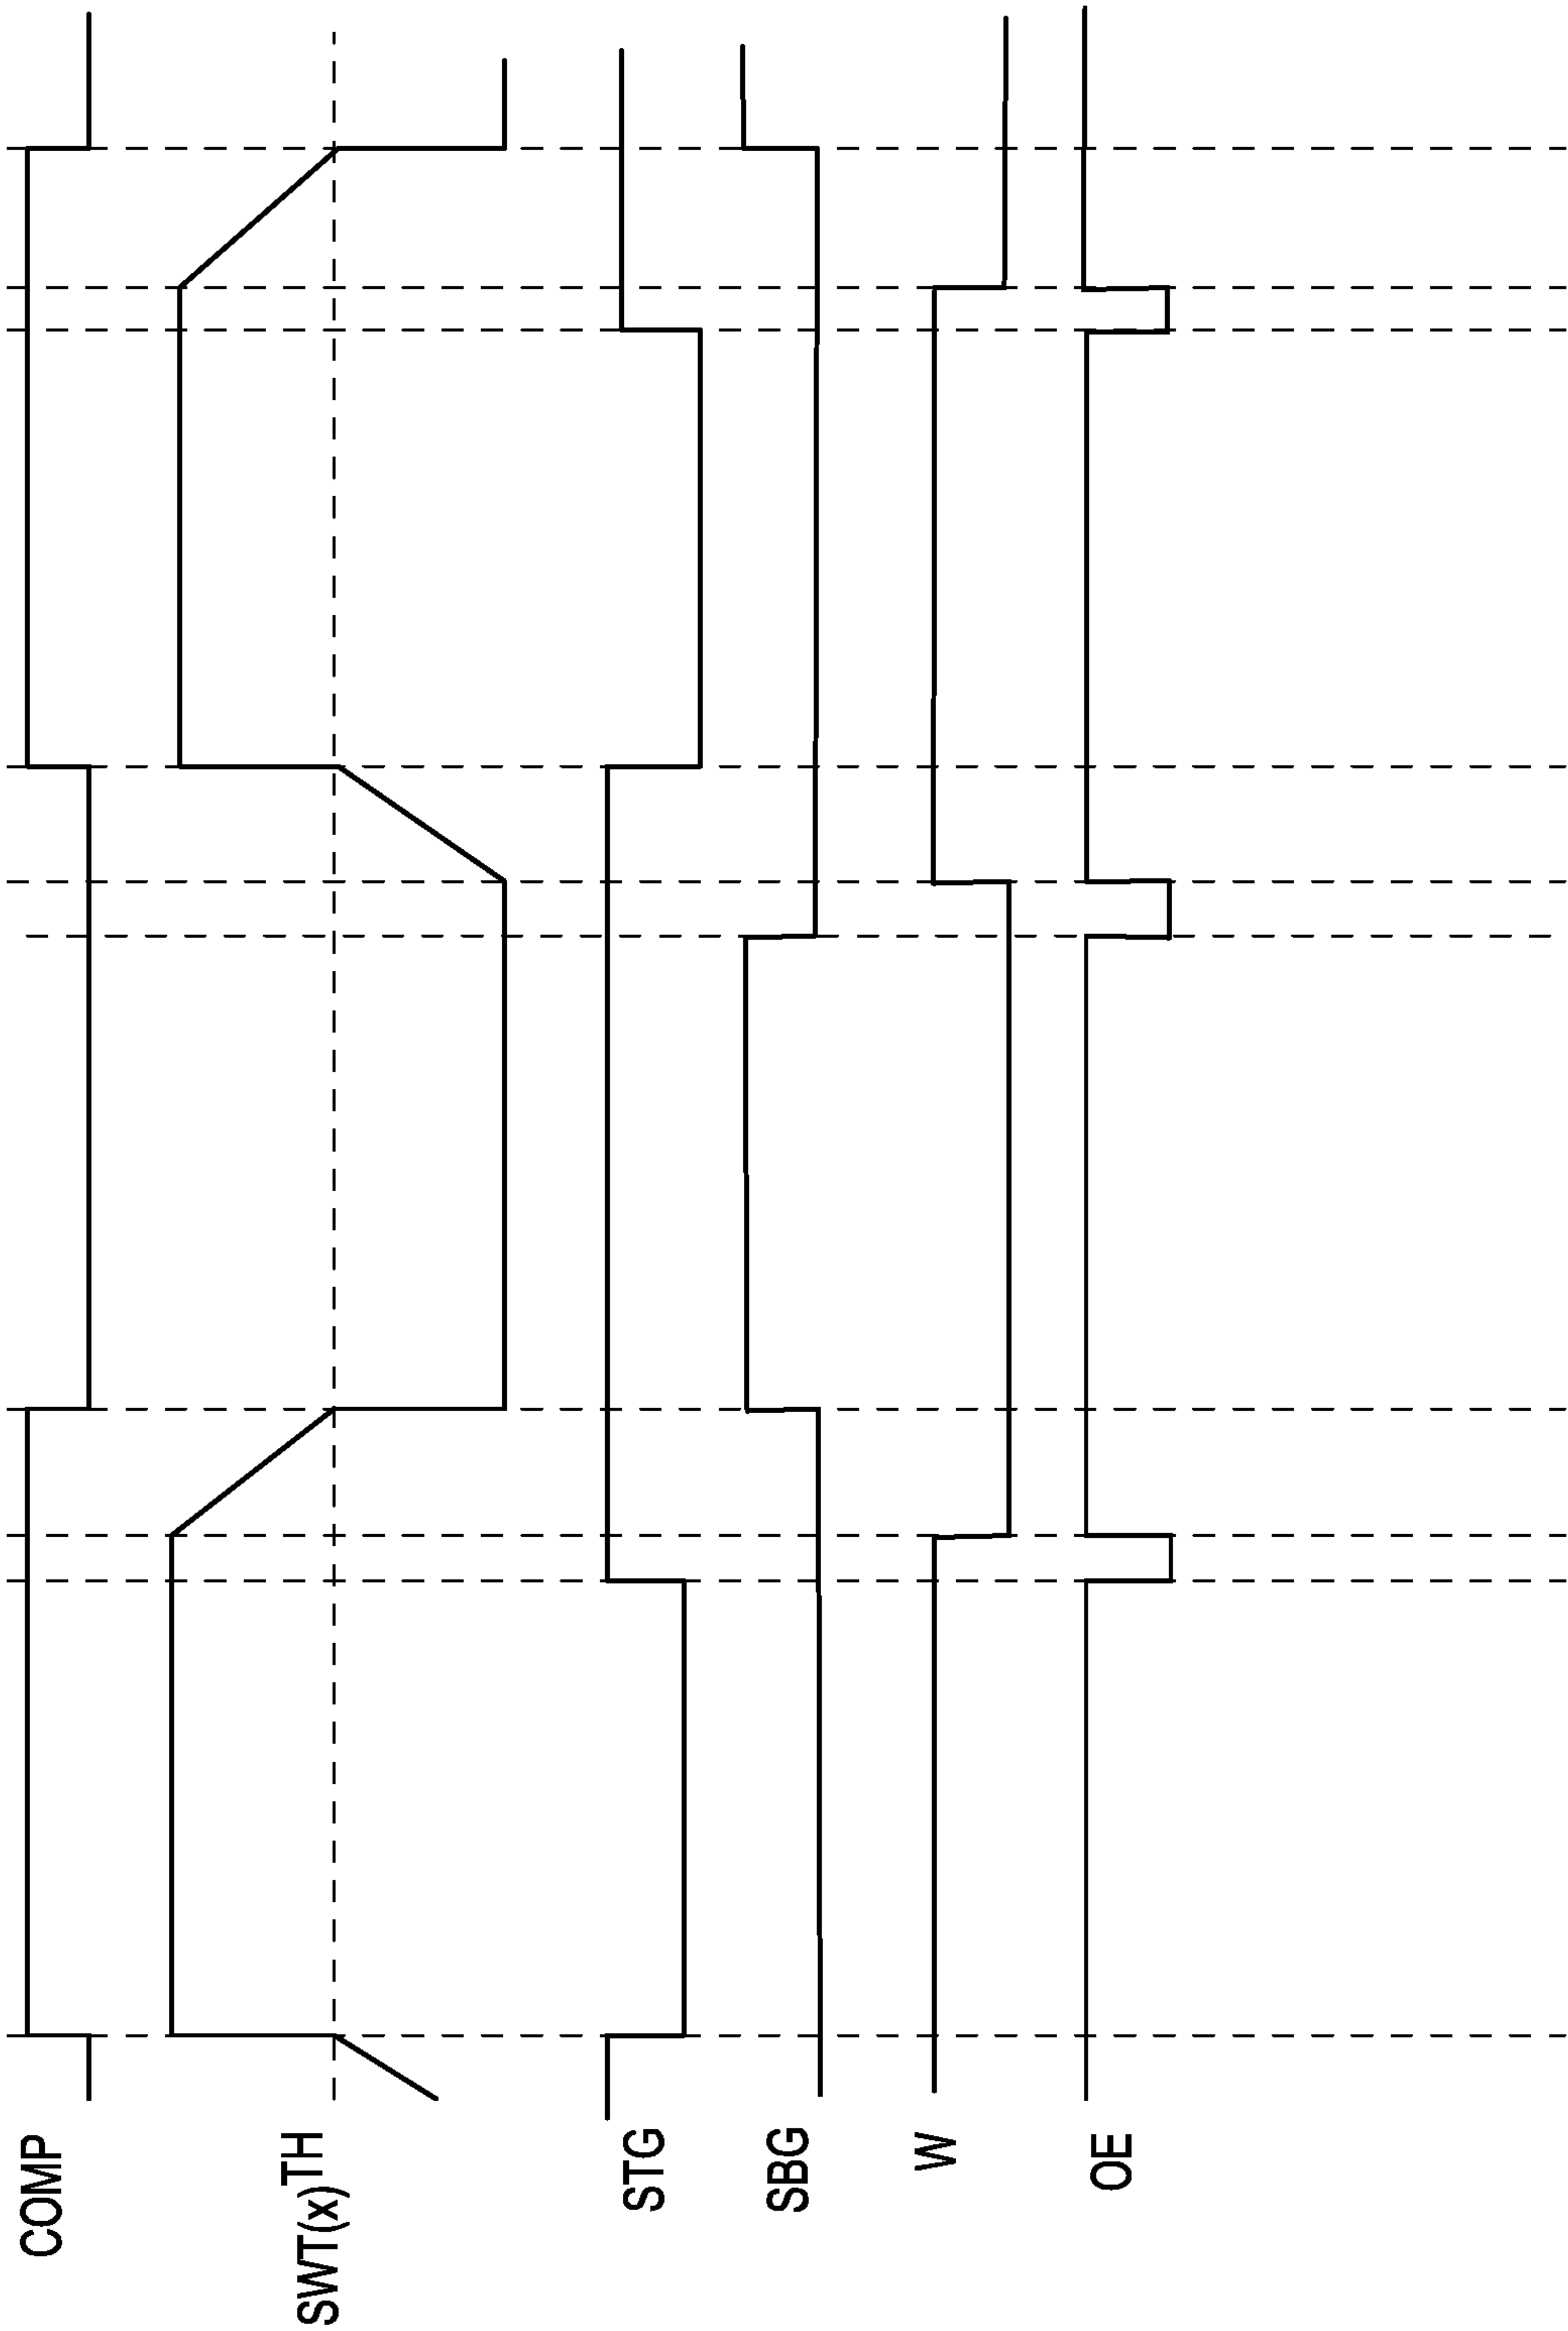 COMP
SWT(x)
TH
STG
SBG
W
OE